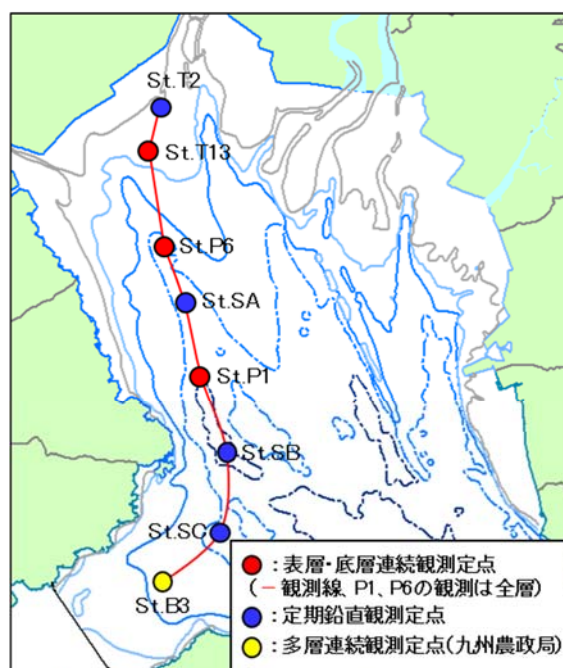 St.T2
St.T13
St.P6
St.SA
St.P1
St.SB
St.SC
St.B3
：表層・底層連続観測定点
(－観測線、P1、P6の観測は全層)
：定期鉛直観測定点
：多層連続観測定点(九州農政局)